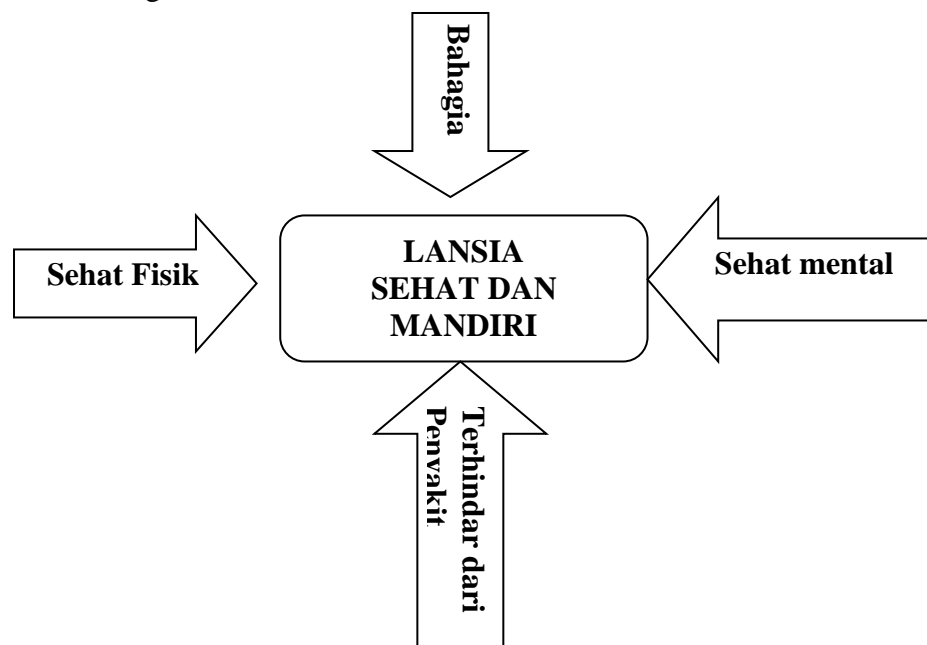 Bahagia
Sehat Fisik
LANSIA
SEHAT DAN
MANDIRI
Sehat mental
Terhindar dari
Penyakit